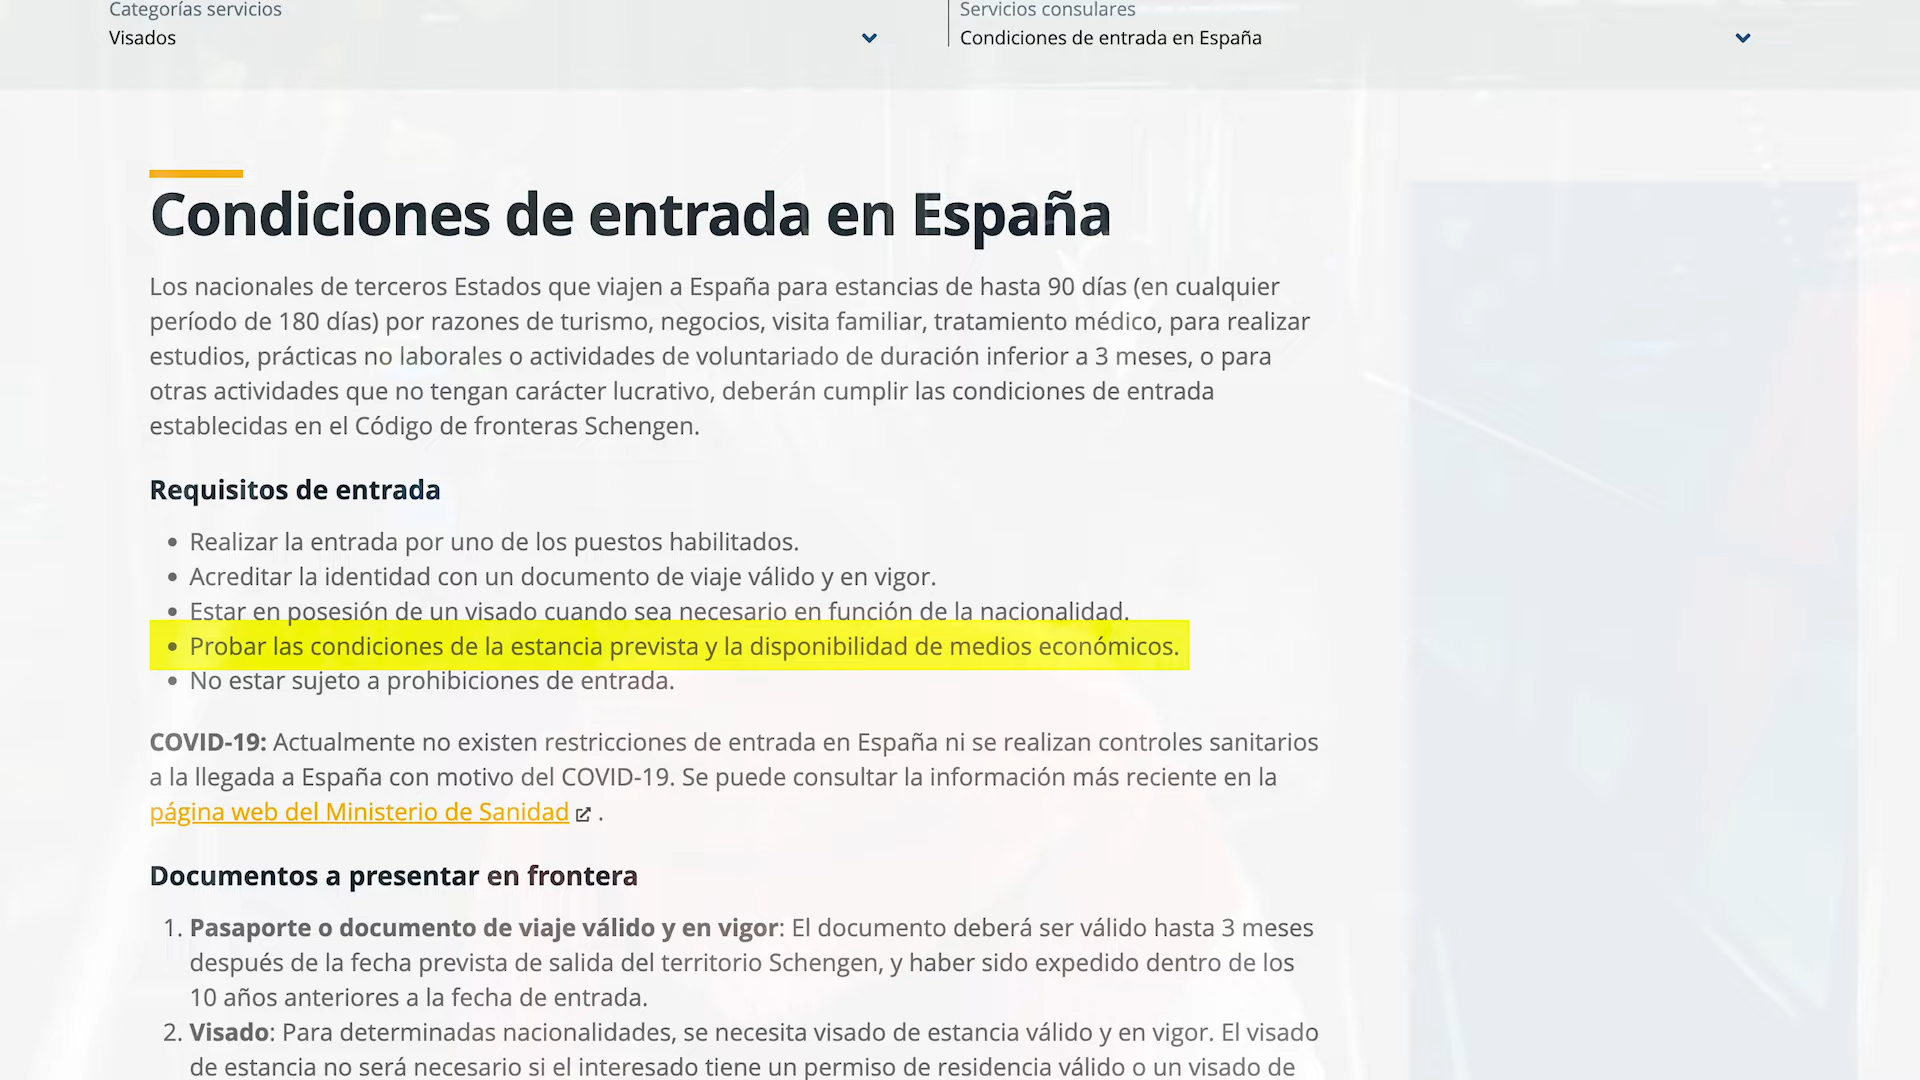 Categorías servicios
Servicios consulares
Visados
Condiciones de entrada en España
Condiciones de entrada en España
Los nacionales de terceros Estados que viajen a España para estancias de hasta 90 días (en cualquier
período de 180 días) por razones de turismo, negocios, visita familiar, tratamiento médico, para realizar
estudios, prácticas no laborales o actividades de voluntariado de duración inferior a 3 meses, o para
otras actividades que no tengan carácter lucrativo, deberán cumplir las condiciones de entrada
establecidas en el Código de fronteras Schengen.
Requisitos de entrada
• Realizar la entrada por uno de los puestos habilitados.
• Acreditar la identidad con un documento de viaje válido y en vigor.
• Estar en posesión de un visado cuando sea necesario en función de la nacionalidad.
• Probar las condiciones de la estancia prevista y la disponibilidad de medios económicos.
• No estar sujeto a prohibiciones de entrada.
COVID-19: Actualmente no existen restricciones de entrada en España ni se realizan controles sanitarios
a la llegada a España con motivo del COVID-19. Se puede consultar la información más reciente en la
página web del Ministerio de Sanidad .
Documentos a presentar en frontera
1. Pasaporte o documento de viaje válido y en vigor: El documento deberá ser válido hasta 3 meses
después de la fecha prevista de salida del territorio Schengen, y haber sido expedido dentro de los
10 años anteriores a la fecha de entrada.
2. Visado: Para determinadas nacionalidades, se necesita visado de estancia válido y en vigor. El visado
de estancia no será necesario si el interesado tiene un permiso de residencia válido o un visado de